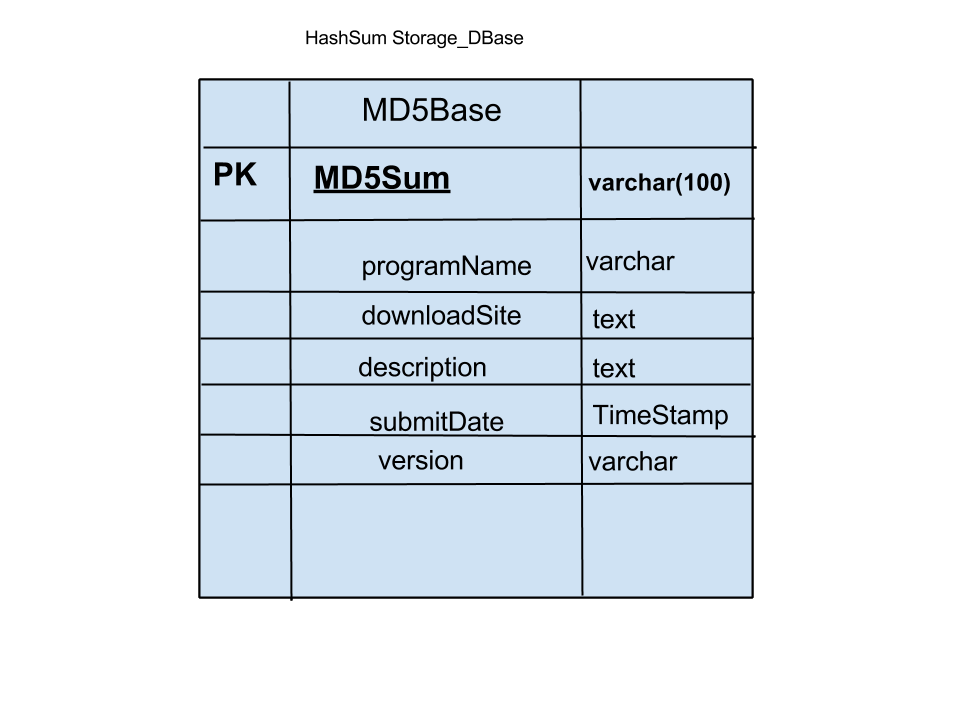 HashSum Storage_DBase
MD5Base
PK MD5Sum varchar(100)
programName varchar
downloadSite text
description text
submitDate TimeStamp
version varchar